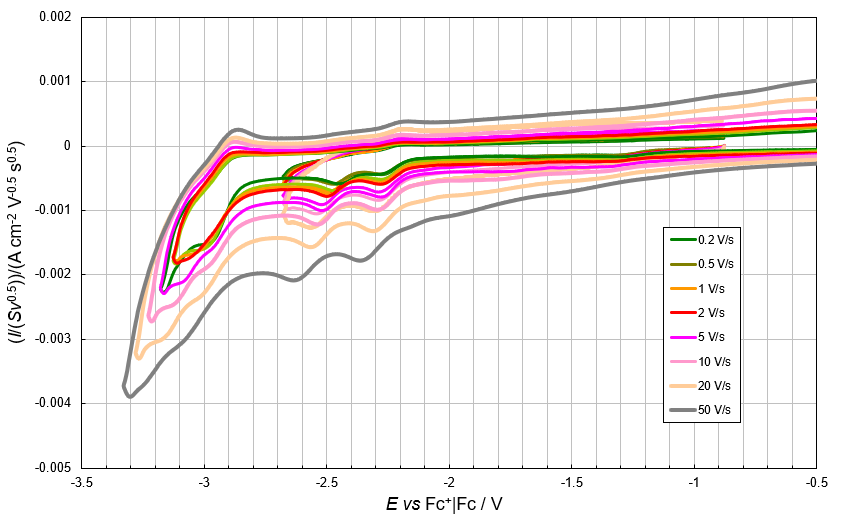 0.002
0.001
0
-0.001
-0.002
-0.003
-0.004
-0.005
(I/(Sv^0.5))/(A cm^-2 V^-0.5 s^0.5)
0.2 V/s
0.5 V/s
1 V/s
2 V/s
5 V/s
10 V/s
20 V/s
50 V/s
-3.5 -3 -2.5 -2 -1.5 -1 -0.5
E vs Fc⁺|Fc / V